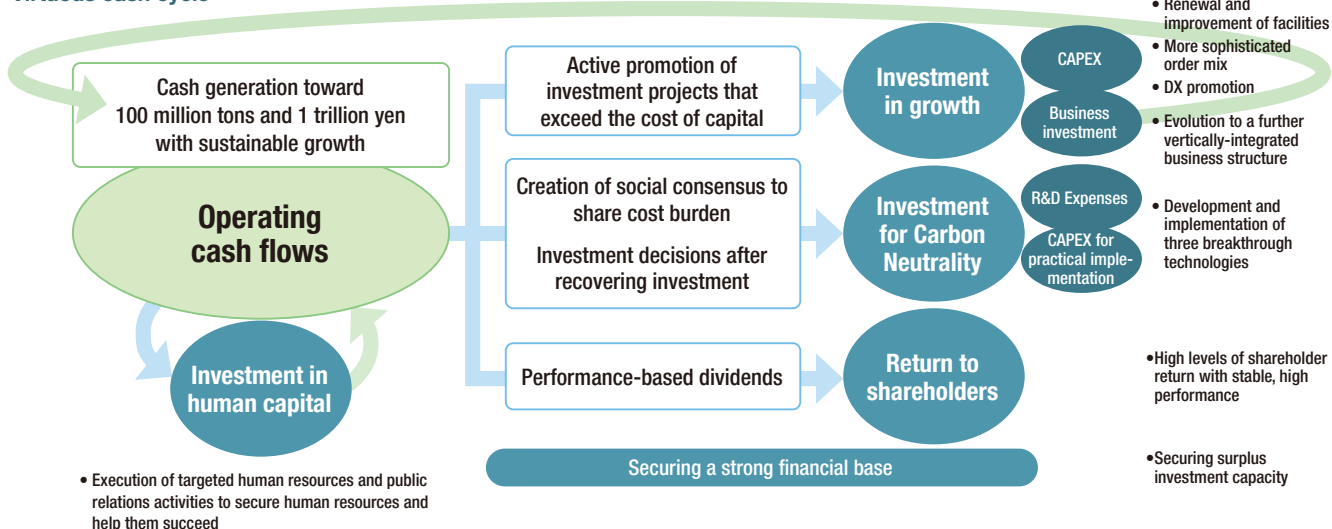 Virtuous cash cycle
Cash generation toward
100 million tons and 1 trillion yen
with sustainable growth
Operating
cash flows
Investment in
human capital
• Execution of targeted human resources and public
relations activities to secure human resources and
help them succeed
Active promotion of
investment projects that
exceed the cost of capital
Investment
in growth
CAPEX
Business
investment
• Renewal and
improvement of facilities
• More sophisticated
order mix
• DX promotion
• Evolution to a further
vertically-integrated
business structure
Creation of social consensus to
share cost burden
Investment decisions after
recovering investment
Investment
for Carbon
Neutrality
R&D Expenses
CAPEX for
practical imple-
mentation
• Development and
implementation of
three breakthrough
technologies
Performance-based dividends
Return to
shareholders
•High levels of shareholder
return with stable, high
performance
Securing a strong financial base
•Securing surplus
investment capacity